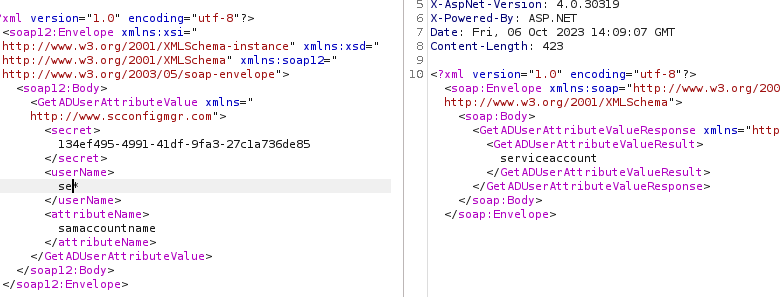 ?xml version="1.0" encoding="utf-8"?>
<soap12:Envelope xmlns:xsi="
http://www.w3.org/2001/XMLSchema-instance" xmlns:xsd="
http://www.w3.org/2001/XMLSchema" xmlns:soap12="
http://www.w3.org/2003/05/soap-envelope">
<soap12:Body>
<GetADUserAttributeValue xmlns="
http://www.scconfigmgr.com">
<secret>
134ef495-4991-41df-9fa3-27c1a736de85
</secret>
<userName>
se*
</userName>
<attributeName>
samaccountname
</attributeName>
</GetADUserAttributeValue>
</soap12:Body>
</soap12:Envelope>
5 X-AspNet-Version: 4.0.30319
6 X-Powered-By: ASP.NET
7 Date: Fri, 06 Oct 2023 14:09:07 GMT
8 Content-Length: 423
9
10 <?xml version="1.0" encoding="utf-8"?>
<soap:Envelope xmlns:soap="http://www.w3.org/200
http://www.w3.org/2001/XMLSchema">
<soap:Body>
<GetADUserAttributeValueResponse xmlns="http
<GetADUserAttributeValueResult>
serviceaccount
</GetADUserAttributeValueResult>
</GetADUserAttributeValueResponse>
</soap:Body>
</soap:Envelope>